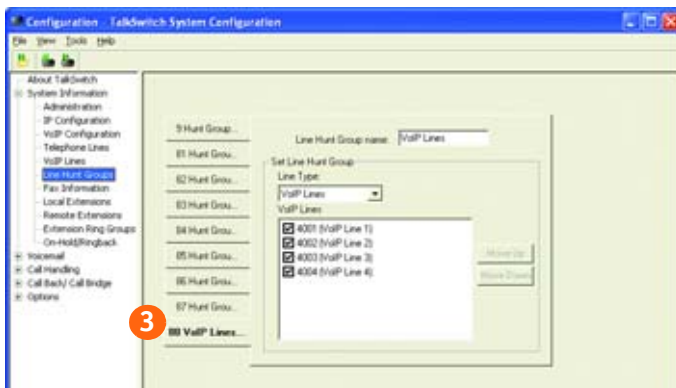 Configuration - TalkSwitch System Configuration
File View Tools Help
About TalkSwitch
System Information
Administration
IP Configuration
VoIP Configuration
Telephone Lines
VoIP Lines
Line Hunt Groups
Fax Information
Local Extensions
Remote Extensions
Extension Ring Groups
On-Hold/Ringback
Voicemail
Call Handling
Call Back/ Call Bridge
Options
9 Hunt Group...
81 Hunt Grou...
82 Hunt Grou...
83 Hunt Grou...
84 Hunt Grou...
85 Hunt Grou...
86 Hunt Grou...
87 Hunt Grou...
88 VoIP Lines...
3
Line Hunt Group name: VoIP Lines
Set Line Hunt Group
Line Type:
VoIP Lines
VoIP Lines
4001 (VoIP Line 1)
4002 (VoIP Line 2)
4003 (VoIP Line 3)
4004 (VoIP Line 4)
Move Up
Move Down